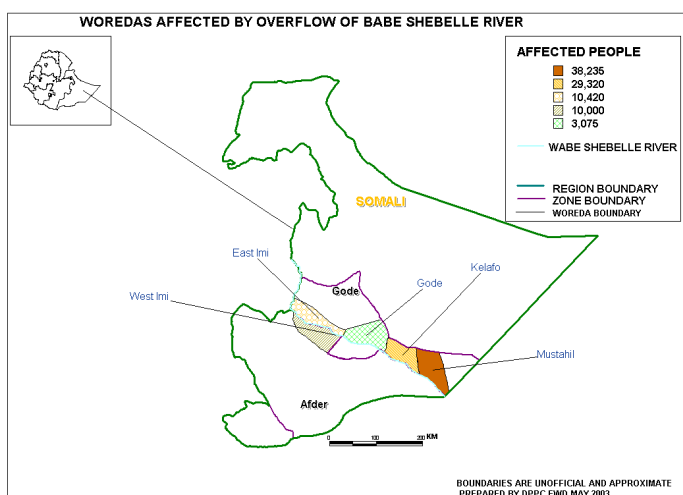 WOREDAS AFFECTED BY OVERFLOW OF BABE SHEBELLE RIVER
AFFECTED PEOPLE
38,235
29,320
10,420
10,000
3,075
WABE SHEBELLE RIVER
REGION BOUNDARY
ZONE BOUNDARY
WOREDA BOUNDARY
SOMALI
East Imi
Kelafo
Gode
Gode
West Imi
Mustahil
Afder
0 100 200 KM
BOUNDARIES ARE UNOFFICIAL AND APPROXIMATE
PREPARED BY DPPC EWD MAY 2003